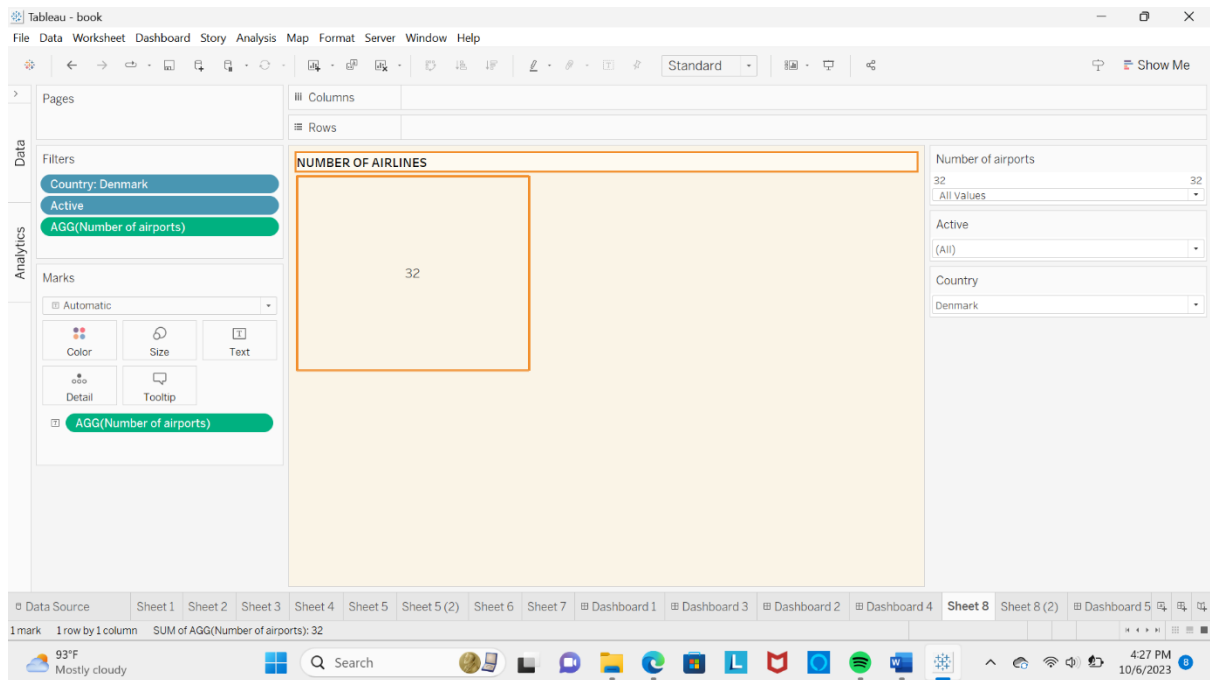 Tableau - book
File Data Worksheet Dashboard Story Analysis Map Format Server Window Help
Standard
Show Me
Pages
Columns
Rows
Data
Analytics
Filters
Country: Denmark
Active
AGG(Number of airports)
Marks
Automatic
Color Size Text
Detail Tooltip
AGG(Number of airports)
NUMBER OF AIRLINES
32
Number of airports
32 32
All Values
Active
(All)
Country
Denmark
Data Source Sheet 1 Sheet 2 Sheet 3 Sheet 4 Sheet 5 Sheet 5 (2) Sheet 6 Sheet 7 Dashboard 1 Dashboard 3 Dashboard 2 Dashboard 4 Sheet 8 Sheet 8 (2) Dashboard 5
1 mark 1 row by 1 column SUM of AGG(Number of airports): 32
93°F
Mostly cloudy
Search
4:27 PM
10/6/2023
8